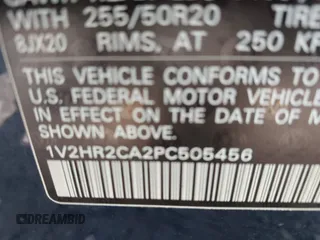 WITH 255/50R20 TIRE
8JX20 RIMS, AT 250 KP
THIS VEHICLE CONFORMS TO
U.S. FEDERAL MOTOR VEHICLE
IN EFFECT ON THE DATE OF M
SHOWN ABOVE.
1V2HR2CA2PC505456
DREAMBID